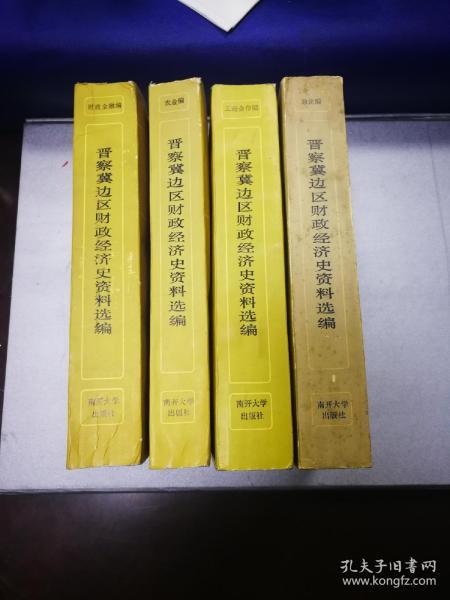 财政金融编
晋察冀边区财政经济史资料选编
南开大学
出版社
农业编
晋察冀边区财政经济史资料选编
南开大学
出版社
工商合作编
晋察冀边区财政经济史资料选编
南开大学
出版社
总论编
晋察冀边区财政经济史资料选编
南开大学
出版社
孔夫子旧书网
www.kongfz.com